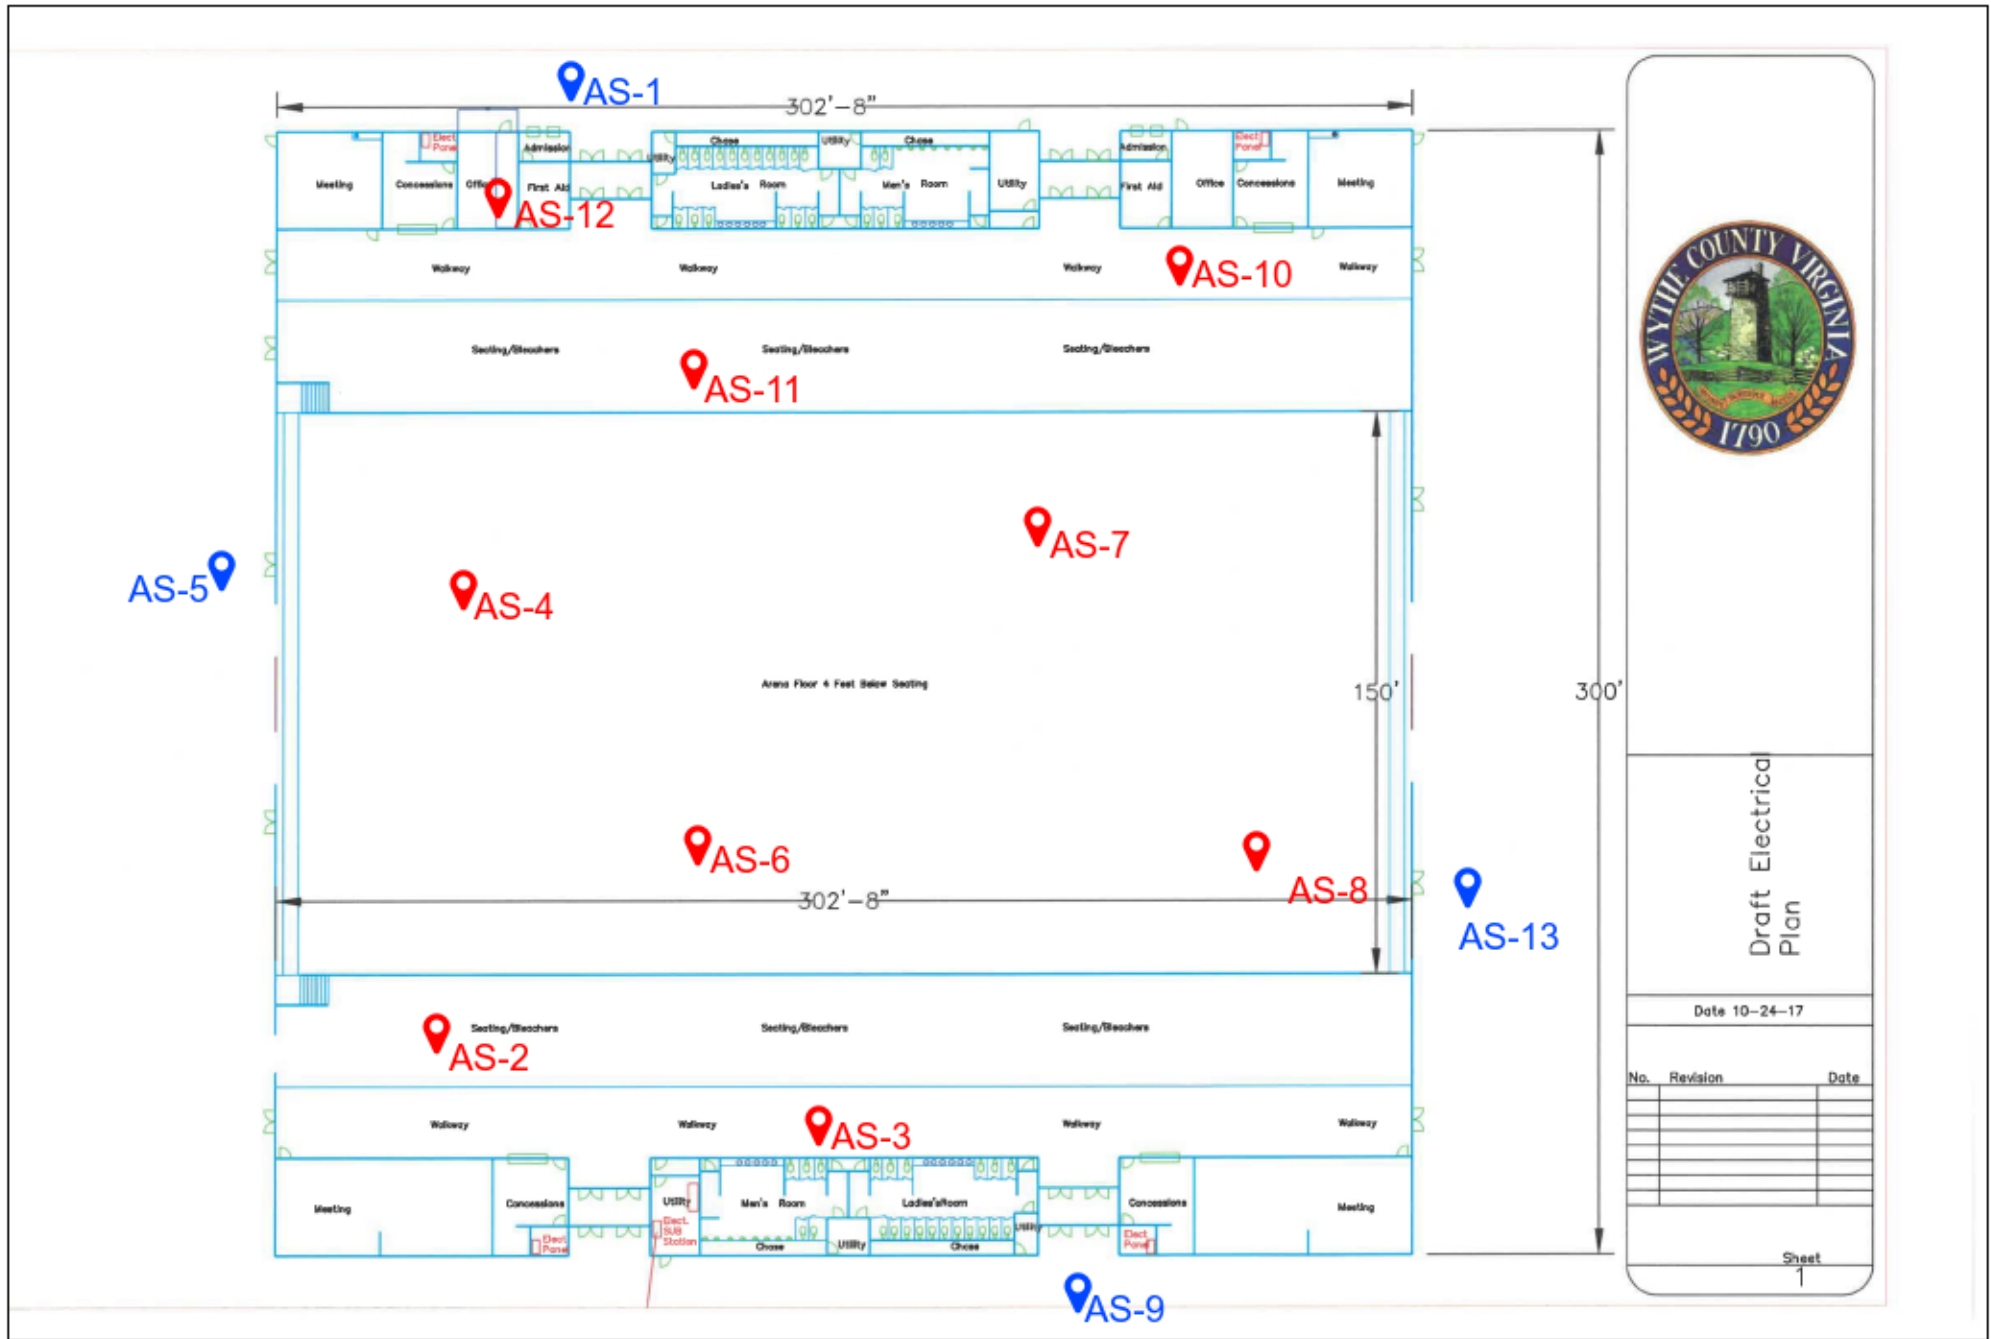 AS-1
302'-8"
Elect
Panel
Admission
Utility
Chase
Utility
Chase
Admission
Elect
Panel
Meeting
Concessions
Office
First Aid
Ladies's Room
Men's Room
Utility
First Aid
Office
Concessions
Meeting
AS-12
Walkway
Walkway
Walkway
AS-10
Walkway
Seating/Bleachers
Seating/Bleachers
Seating/Bleachers
AS-11
WYTHE COUNTY VIRGINIA
1790
AS-7
AS-5
AS-4
Arena Floor 4 Feet Below Seating
150'
300'
AS-6
AS-8
302'-8"
AS-13
Draft Electrical
Plan
Date 10-24-17
No. Revision Date
Seating/Bleachers
Seating/Bleachers
Seating/Bleachers
AS-2
Walkway
Walkway
AS-3
Walkway
Walkway
Meeting
Concessions
Utility
Elect.
SUB
Station
Men's Room
Ladies'sRoom
Utility
Concessions
Meeting
Elect
Panel
Chase
Utility
Chase
Elect
Panel
Sheet
1
AS-9